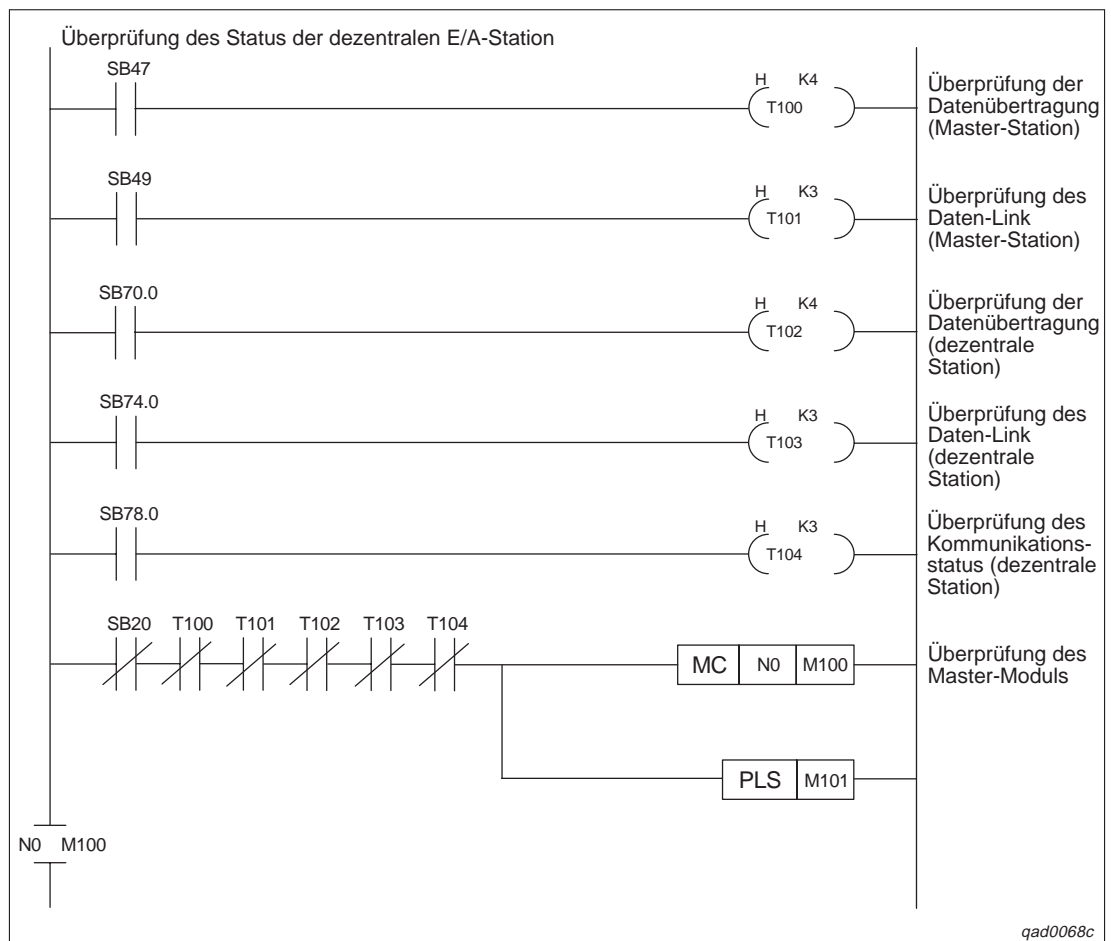 Überprüfung des Status der dezentralen E/A-Station
SB47
H K4
T100
Überprüfung der
Datenübertragung
(Master-Station)
SB49
H K3
T101
Überprüfung des
Daten-Link
(Master-Station)
SB70.0
H K4
T102
Überprüfung der
Datenübertragung
(dezentrale
Station)
SB74.0
H K3
T103
Überprüfung des
Daten-Link
(dezentrale
Station)
SB78.0
H K3
T104
Überprüfung des
Kommunikations-
status (dezentrale
Station)
SB20 T100 T101 T102 T103 T104
MC N0 M100
Überprüfung des
Master-Moduls
PLS M101
N0 M100
qad0068c